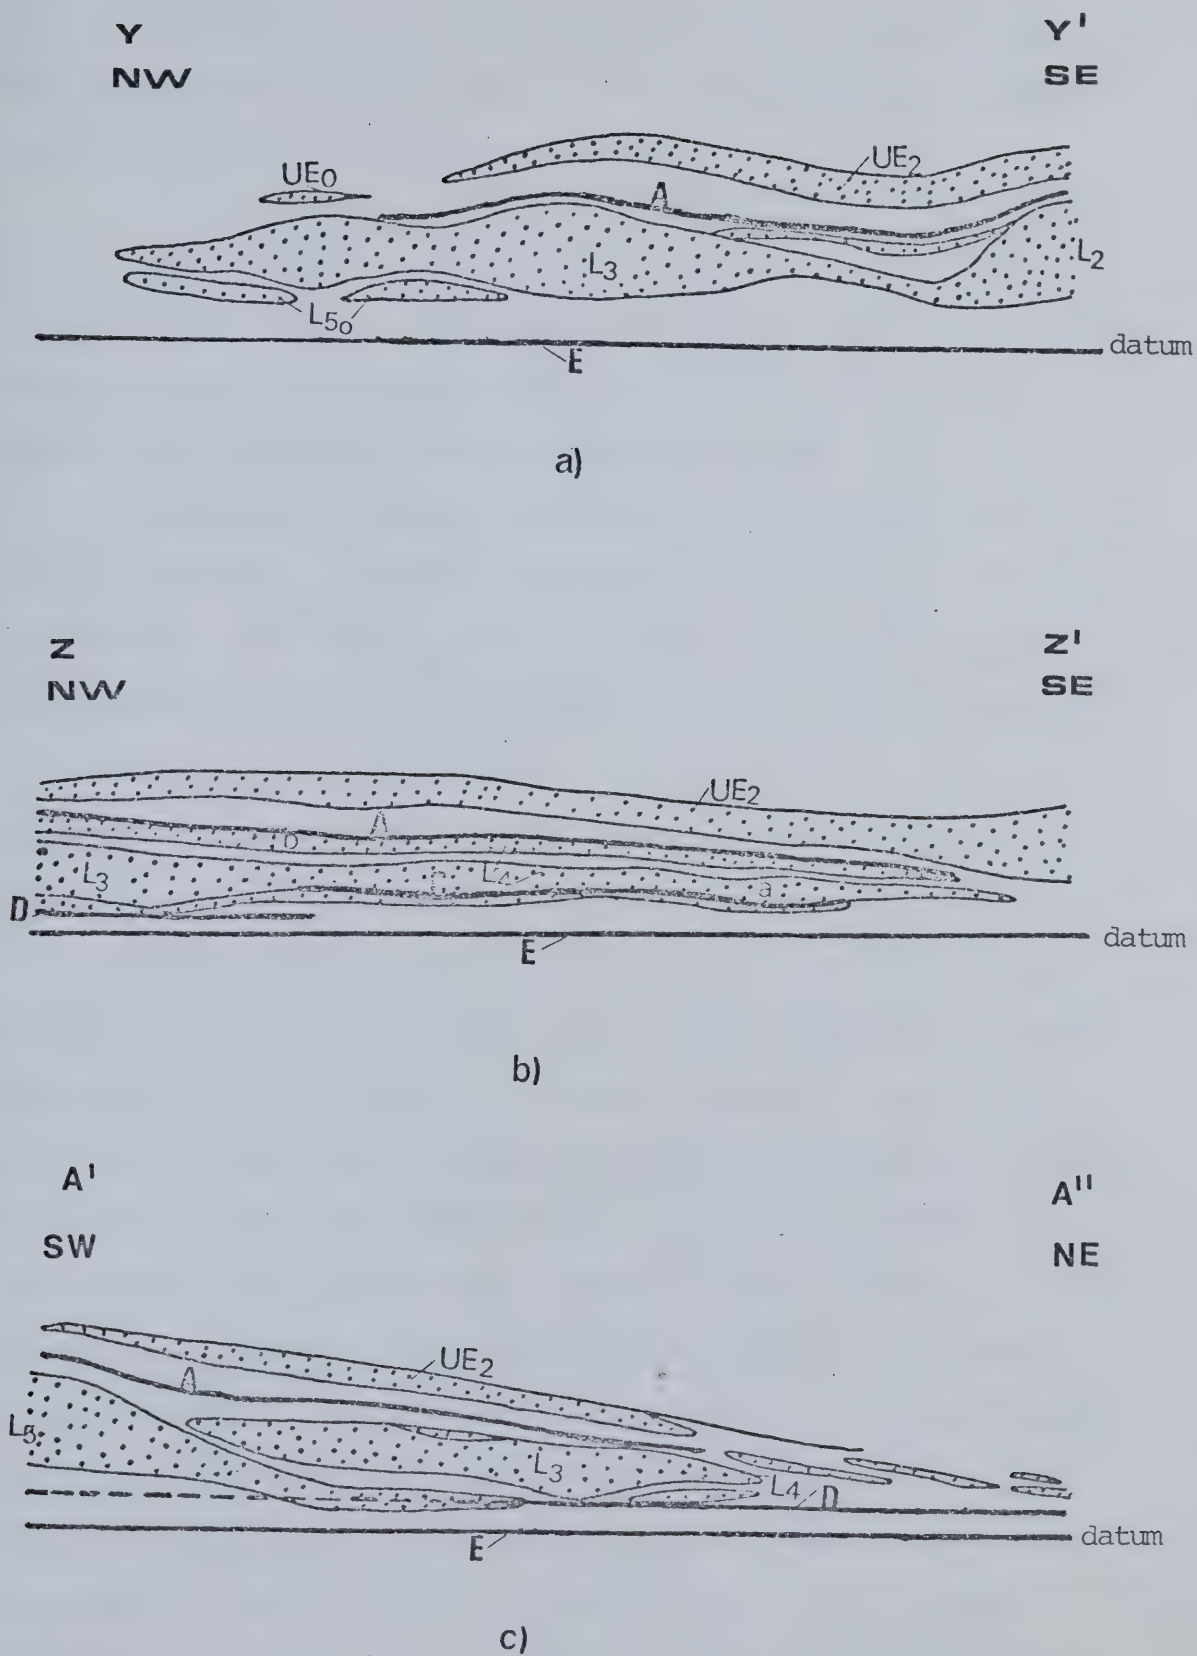 Y Y'
NW SE
UE₀ UE₂
A
L₃ L₂
L₅₀
datum
E
a)
Z Z'
NW SE
UE₂
A
b
L₃ L₄
a
D
datum
E
b)
A' A''
SW NE
UE₂
A
L₅
L₃
L₄ D
datum
E
c)